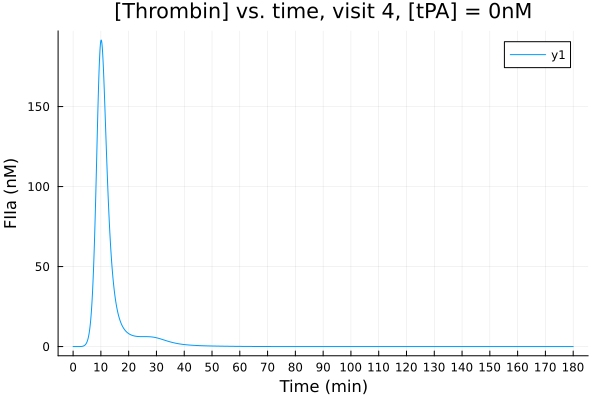 [Thrombin] vs. time, visit 4, [tPA] = 0nM
y1
FIIa (nM)
150
100
50
0
0 10 20 30 40 50 60 70 80 90 100 110 120 130 140 150 160 170 180
Time (min)